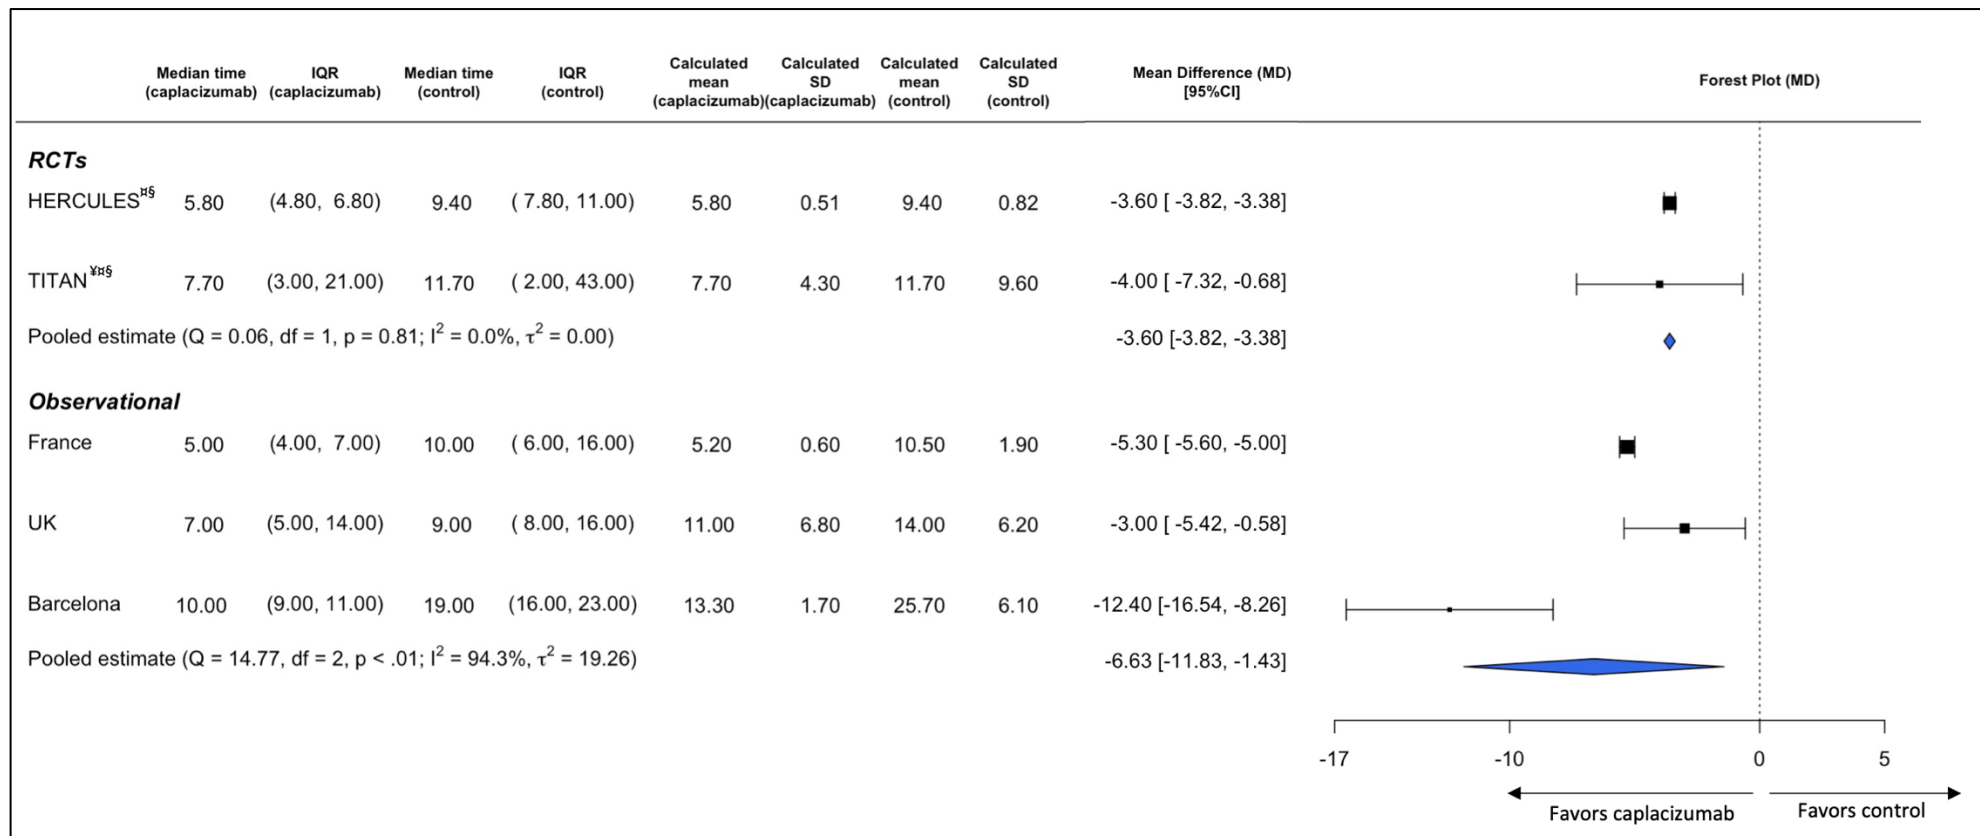 Median time (caplacizumab) IQR (caplacizumab) Median time (control) IQR (control) Calculated mean (caplacizumab) Calculated SD (caplacizumab) Calculated mean (control) Calculated SD (control) Mean Difference (MD) [95%CI] Forest Plot (MD)
RCTs
HERCULES¤§ 5.80 (4.80, 6.80) 9.40 ( 7.80, 11.00) 5.80 0.51 9.40 0.82 -3.60 [ -3.82, -3.38]
TITAN¥¤§ 7.70 (3.00, 21.00) 11.70 ( 2.00, 43.00) 7.70 4.30 11.70 9.60 -4.00 [ -7.32, -0.68]
Pooled estimate (Q = 0.06, df = 1, p = 0.81; I² = 0.0%, τ² = 0.00) -3.60 [-3.82, -3.38]
Observational
France 5.00 (4.00, 7.00) 10.00 ( 6.00, 16.00) 5.20 0.60 10.50 1.90 -5.30 [ -5.60, -5.00]
UK 7.00 (5.00, 14.00) 9.00 ( 8.00, 16.00) 11.00 6.80 14.00 6.20 -3.00 [ -5.42, -0.58]
Barcelona 10.00 (9.00, 11.00) 19.00 (16.00, 23.00) 13.30 1.70 25.70 6.10 -12.40 [-16.54, -8.26]
Pooled estimate (Q = 14.77, df = 2, p < .01; I² = 94.3%, τ² = 19.26) -6.63 [-11.83, -1.43]
-17 -10 0 5
Favors caplacizumab Favors control